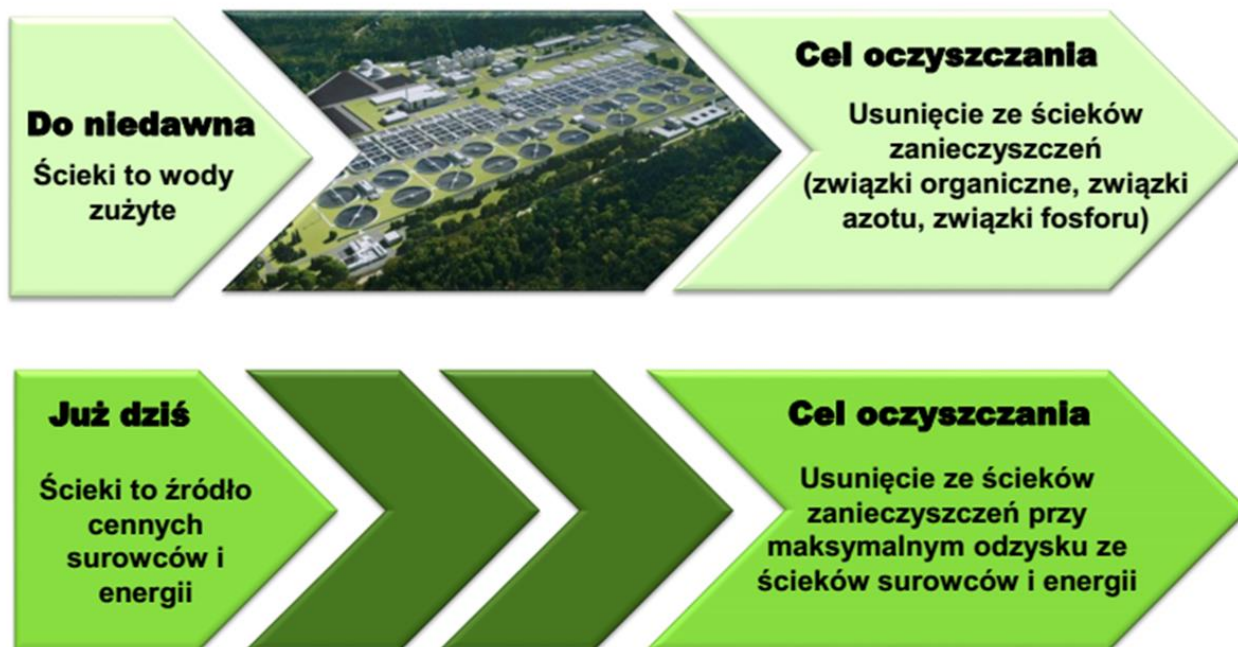 Do niedawna
Ścieki to wody
zużyte
Cel oczyszczania
Usunięcie ze ścieków
zanieczyszczeń
(związki organiczne, związki
azotu, związki fosforu)
Już dziś
Ścieki to źródło
cennych
surowców i
energii
Cel oczyszczania
Usunięcie ze ścieków
zanieczyszczeń przy
maksymalnym odzysku ze
ścieków surowców i energii